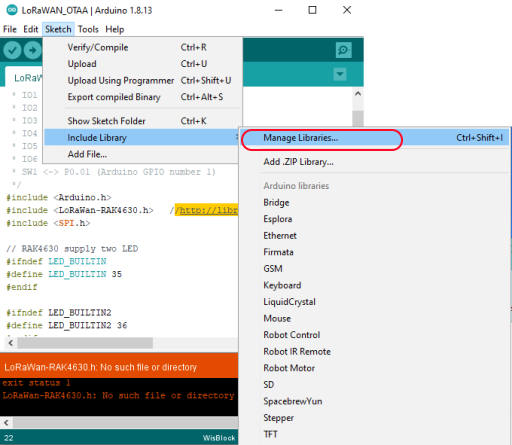 LoRaWAN_OTAA | Arduino 1.8.13
File Edit Sketch Tools Help
Verify/Compile Ctrl+R
Upload Ctrl+U
Upload Using Programmer Ctrl+Shift+U
Export compiled Binary Ctrl+Alt+S
Show Sketch Folder Ctrl+K
Include Library
Add File...
Manage Libraries... Ctrl+Shift+I
Add .ZIP Library...
Arduino libraries
Bridge
Esplora
Ethernet
Firmata
GSM
Keyboard
LiquidCrystal
Mouse
Robot Control
Robot IR Remote
Robot Motor
SD
SpacebrewYun
Stepper
TFT
LoRaW
* IO1
* IO2
* IO3
* IO4
* IO5
* IO6
* SW1 <-> P0.01 (Arduino GPIO number 1)
*/
#include <Arduino.h>
#include <LoRaWan-RAK4630.h> //http://libr
#include <SPI.h>
// RAK4630 supply two LED
#ifndef LED_BUILTIN
#define LED_BUILTIN 35
#endif
#ifndef LED_BUILTIN2
#define LED_BUILTIN2 36
LoRaWan-RAK4630.h: No such file or directory
exit status 1
LoRaWan-RAK4630.h: No such file or directory
22 WisBlock